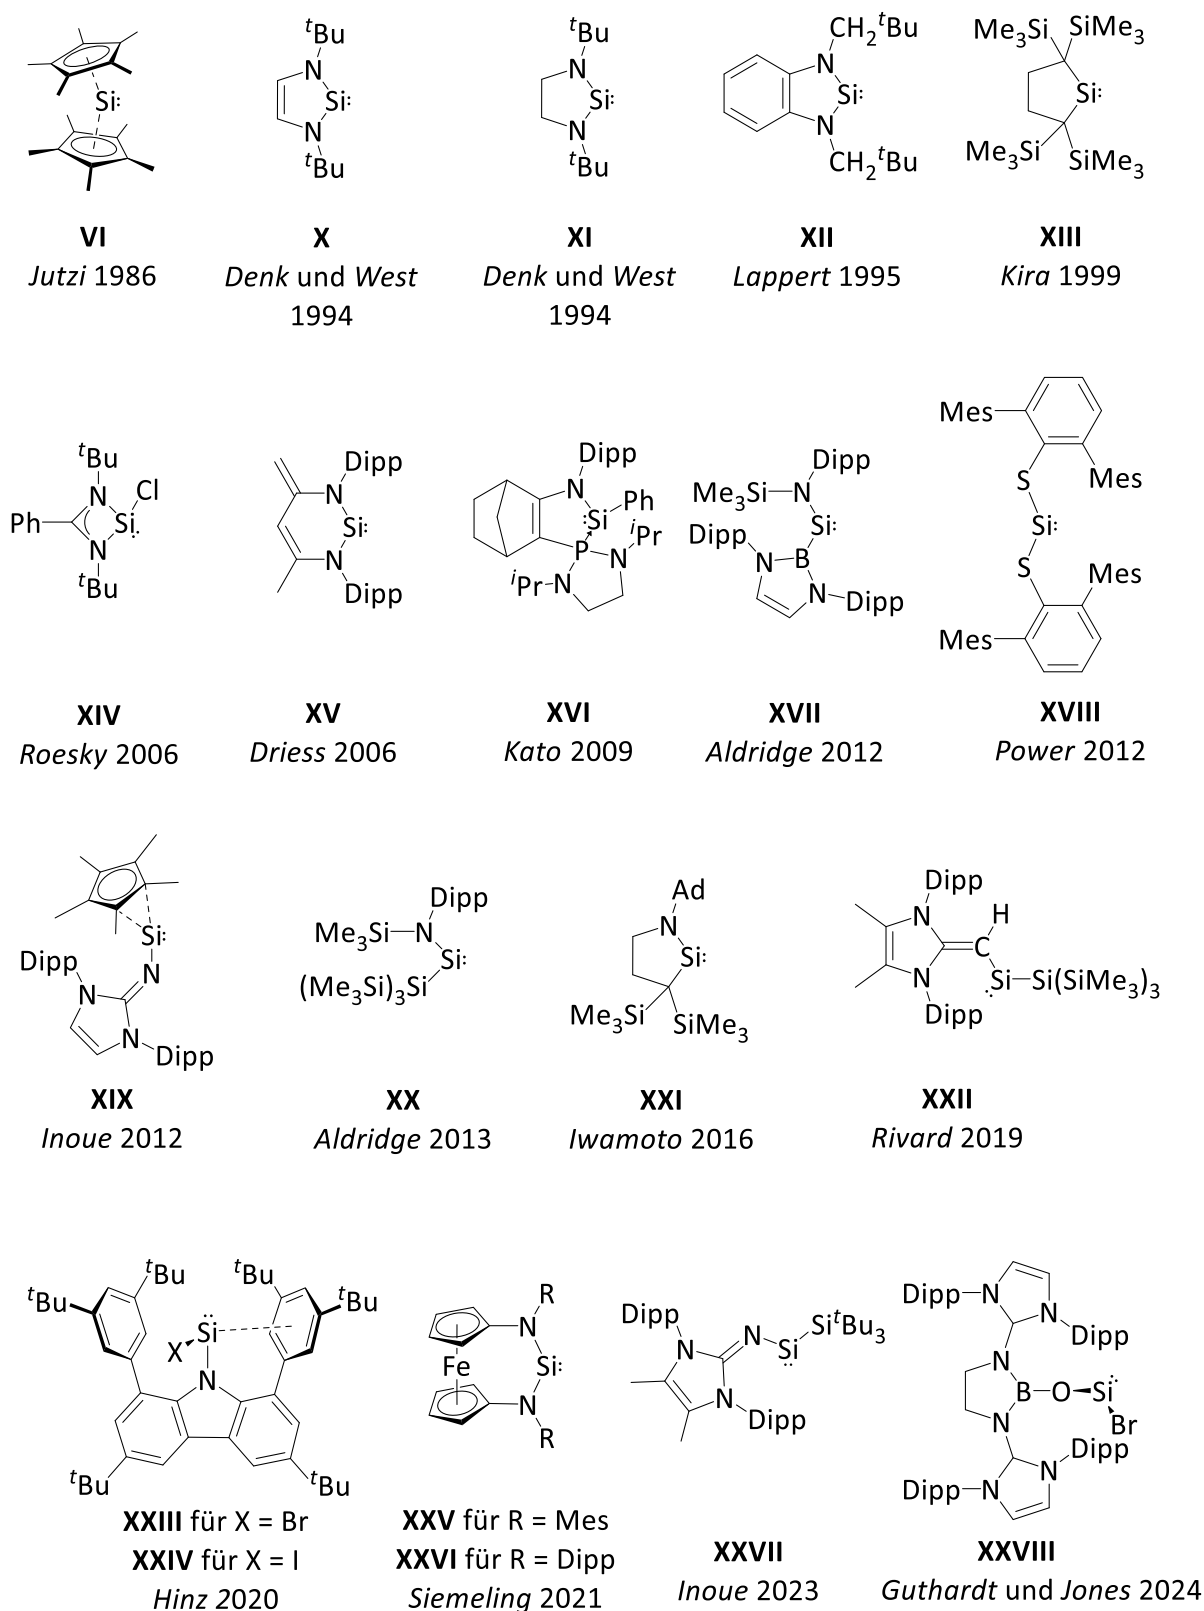 tBu
N
Si:
N
tBu
tBu
N
Si:
N
tBu
CH2tBu
N
Si:
N
CH2tBu
Me3Si SiMe3
Si:
Me3Si SiMe3
Si:
VI
Jutzi 1986
X
Denk und West
1994
XI
Denk und West
1994
XII
Lappert 1995
XIII
Kira 1999
tBu
N Cl
Ph Si:
N
tBu
Dipp
N
Si:
N
Dipp
Dipp
N
:Si Ph
P N iPr
iPr N
Dipp
Me3Si N
Si:
Dipp
N B
N Dipp
Mes
S Mes
Si:
S Mes
Mes
XIV
Roesky 2006
XV
Driess 2006
XVI
Kato 2009
XVII
Aldridge 2012
XVIII
Power 2012
Si:
Dipp N
N
N Dipp
Dipp
Me3Si N
Si:
(Me3Si)3Si
Ad
N
Si:
Me3Si SiMe3
Dipp
N H
C
N Si Si(SiMe3)3
Dipp
XIX
Inoue 2012
XX
Aldridge 2013
XXI
Iwamoto 2016
XXII
Rivard 2019
tBu tBu
tBu tBu
Si
X
N
tBu tBu
R
N
Fe Si:
N
R
Dipp SitBu3
N N Si
N
Dipp
Dipp N
N Dipp
N
B O Si
N Br
Dipp
N
Dipp N
XXIII für X = Br
XXIV für X = I
Hinz 2020
XXV für R = Mes
XXVI für R = Dipp
Siemeling 2021
XXVII
Inoue 2023
XXVIII
Guthardt und Jones 2024